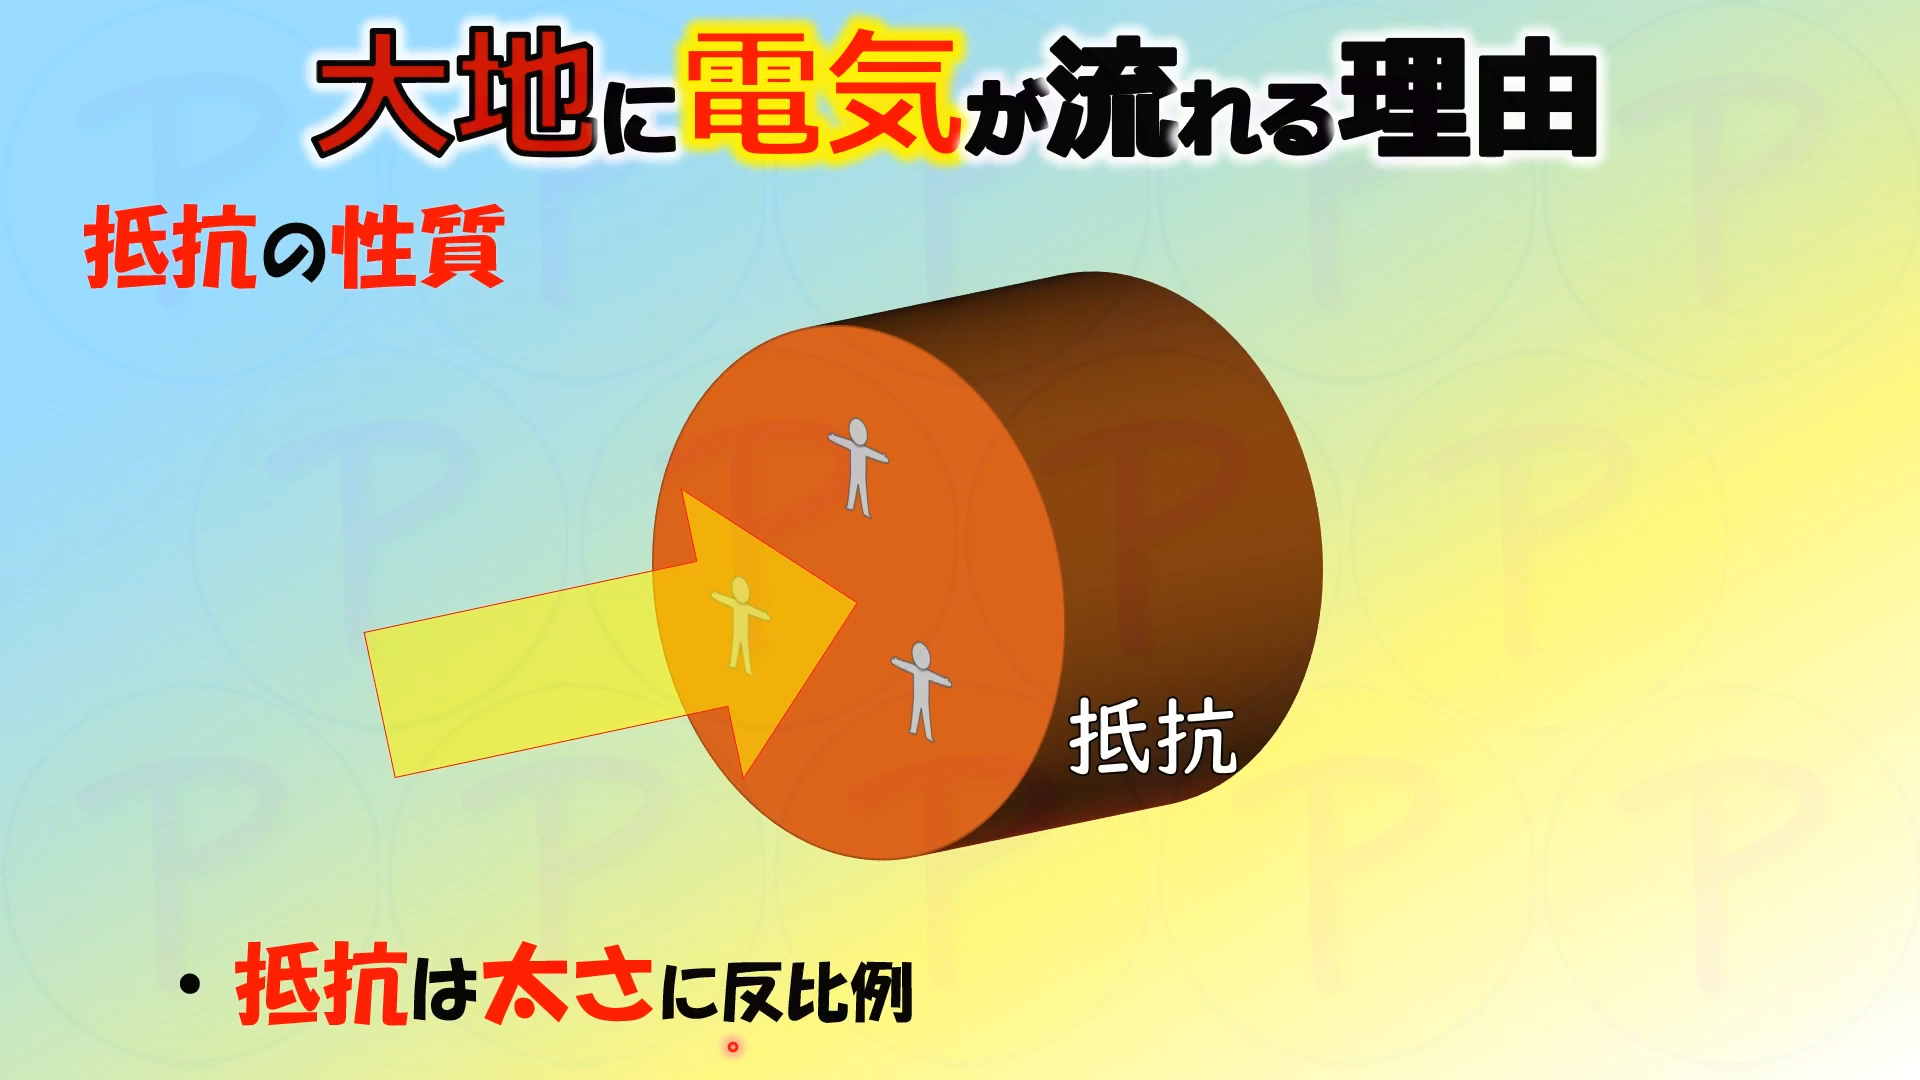 大地に電気が流れる理由
抵抗の性質
抵抗
• 抵抗は太さに反比例